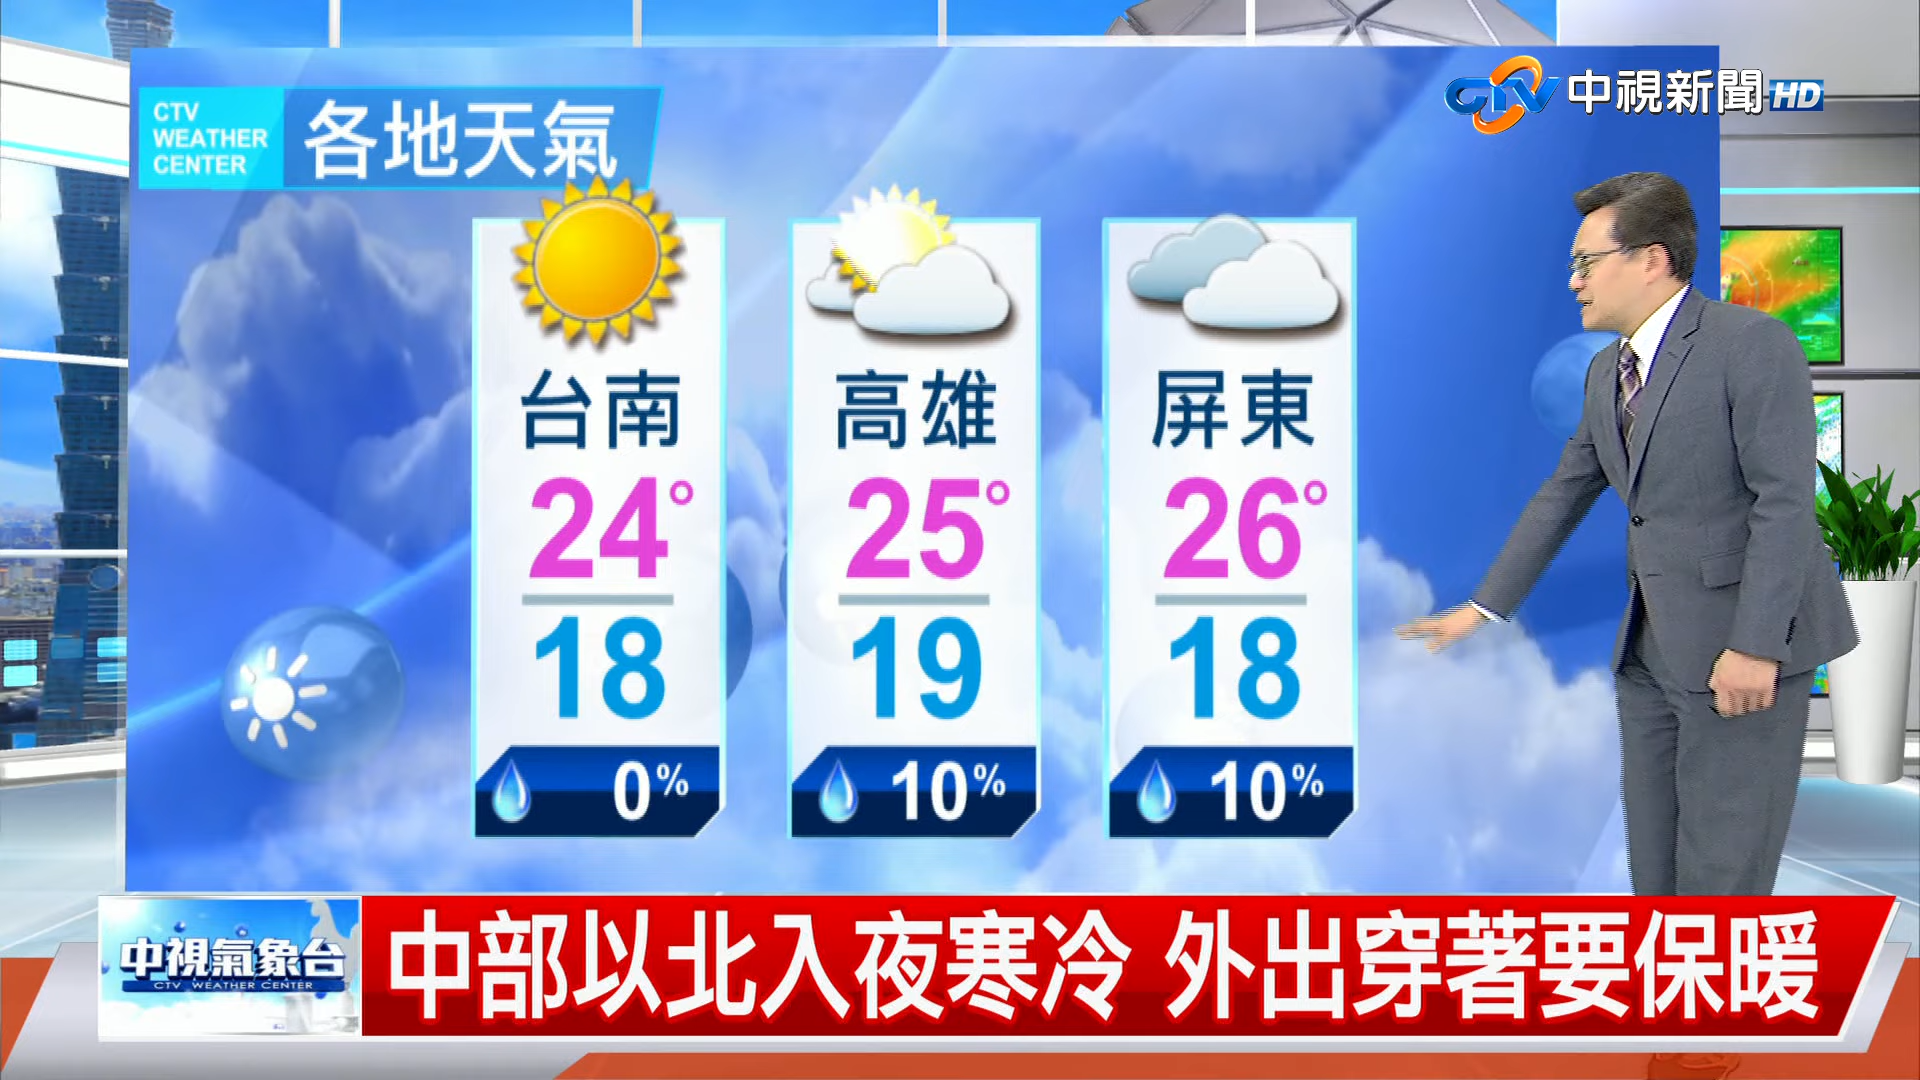 CTV
WEATHER
CENTER
各地天氣
CTV 中視新聞 HD
台南
24°
18
0%
高雄
25°
19
10%
屏東
26°
18
10%
中視氣象台
CTV WEATHER CENTER
中部以北入夜寒冷 外出穿著要保暖